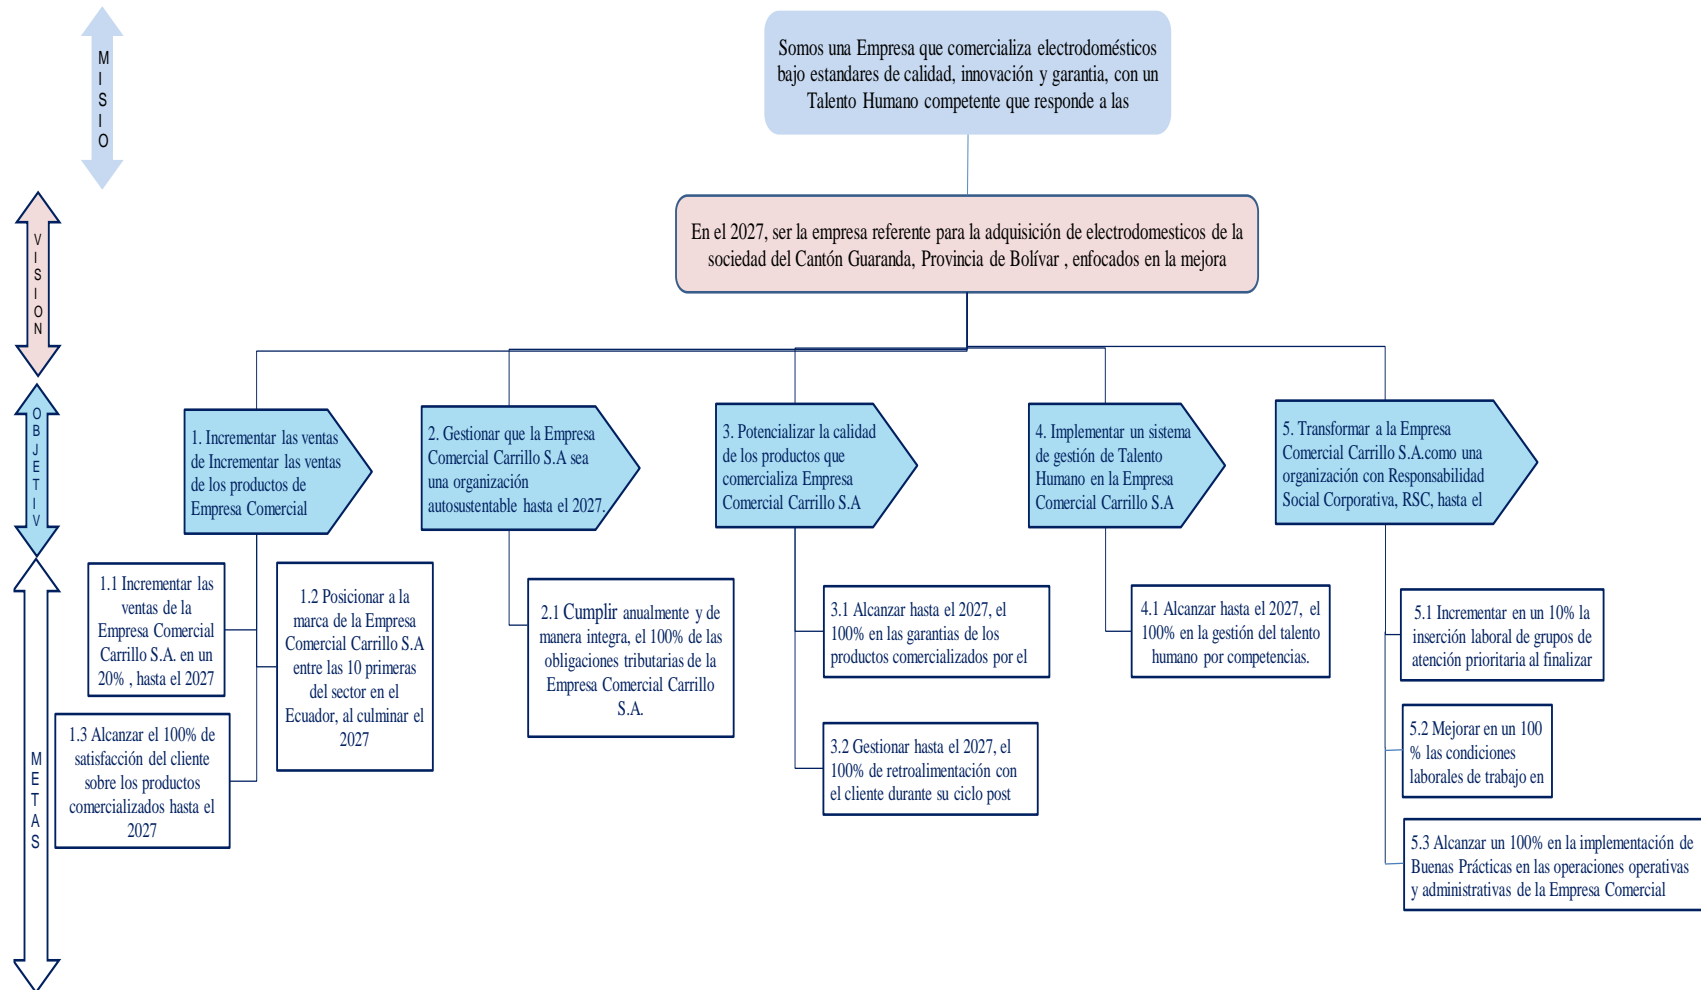 M
I
S
I
O
Somos una Empresa que comercializa electrodomésticos
bajo estandares de calidad, innovación y garantia, con un
Talento Humano competente que responde a las
V
I
S
I
O
N
En el 2027, ser la empresa referente para la adquisición de electrodomesticos de la
sociedad del Cantón Guaranda, Provincia de Bolívar , enfocados en la mejora
O
B
J
E
T
I
V
1. Incrementar las ventas
de Incrementar las ventas
de los productos de
Empresa Comercial
2. Gestionar que la Empresa
Comercial Carrillo S.A sea
una organización
autosustentable hasta el 2027.
3. Potencializar la calidad
de los productos que
comercializa Empresa
Comercial Carrillo S.A
4. Implementar un sistema
de gestión de Talento
Humano en la Empresa
Comercial Carrillo S.A
5. Transformar a la Empresa
Comercial Carrillo S.A.como una
organización con Responsabilidad
Social Corporativa, RSC, hasta el
M
E
T
A
S
1.1 Incrementar las
ventas de la
Empresa Comercial
Carrillo S.A. en un
20% , hasta el 2027
1.2 Posicionar a la
marca de la Empresa
Comercial Carrillo S.A
entre las 10 primeras
del sector en el
Ecuador, al culminar el
2027
1.3 Alcanzar el 100% de
satisfacción del cliente
sobre los productos
comercializados hasta el
2027
2.1 Cumplir anualmente y de
manera integra, el 100% de las
obligaciones tributarias de la
Empresa Comercial Carrillo
S.A.
3.1 Alcanzar hasta el 2027, el
100% en las garantias de los
productos comercializados por el
3.2 Gestionar hasta el 2027, el
100% de retroalimentación con
el cliente durante su ciclo post
4.1 Alcanzar hasta el 2027, el
100% en la gestión del talento
humano por competencias.
5.1 Incrementar en un 10% la
inserción laboral de grupos de
atención prioritaria al finalizar
5.2 Mejorar en un 100
% las condiciones
laborales de trabajo en
5.3 Alcanzar un 100% en la implementación de
Buenas Prácticas en las operaciones operativas
y administrativas de la Empresa Comercial